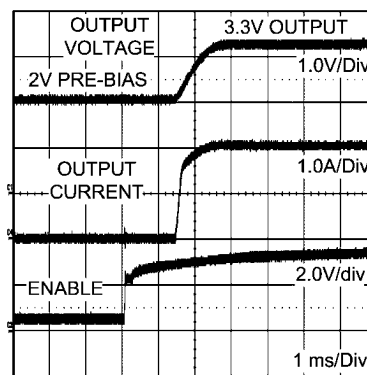 OUTPUT
VOLTAGE
3.3V OUTPUT
1.0V/Div
2V PRE-BIAS
OUTPUT
CURRENT
1.0A/Div
ENABLE
2.0V/div
1 ms/Div